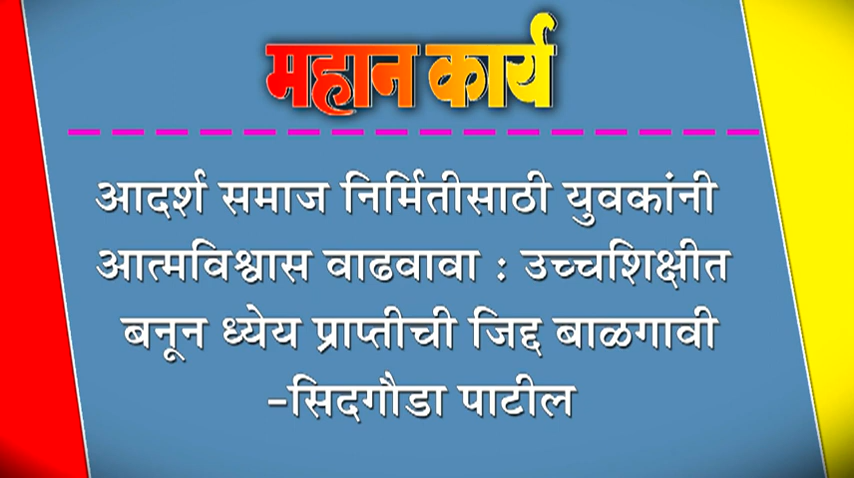 महान कार्य
आदर्श समाज निर्मितीसाठी युवकांनी
आत्मविश्वास वाढवावा : उच्चशिक्षीत
बनून ध्येय प्राप्तीची जिद्द बाळगावी
-सिदगौडा पाटील